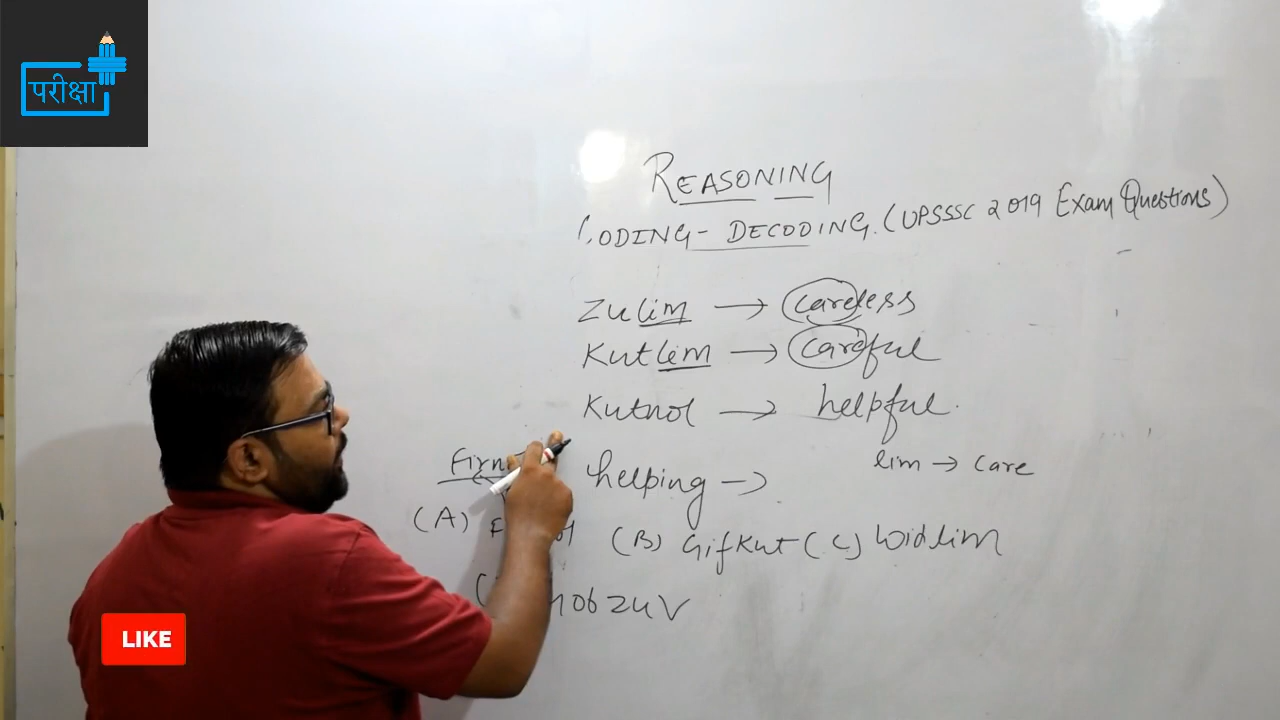 परीक्षा
REASONING
CODING- DECODING. (UPSSSC 2019 Exam Questions)
Zulim → careless
Kutlim → careful
Kutnol → helpful.
lim → care
helping →
(A) (B) GifKut (C) Widlim
LIKE